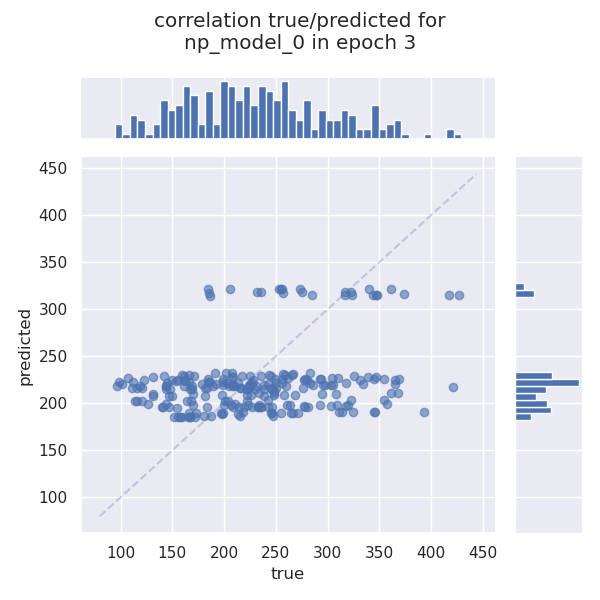 correlation true/predicted for
np_model_0 in epoch 3
450
400
350
300
250
200
150
100
predicted
100 150 200 250 300 350 400 450
true